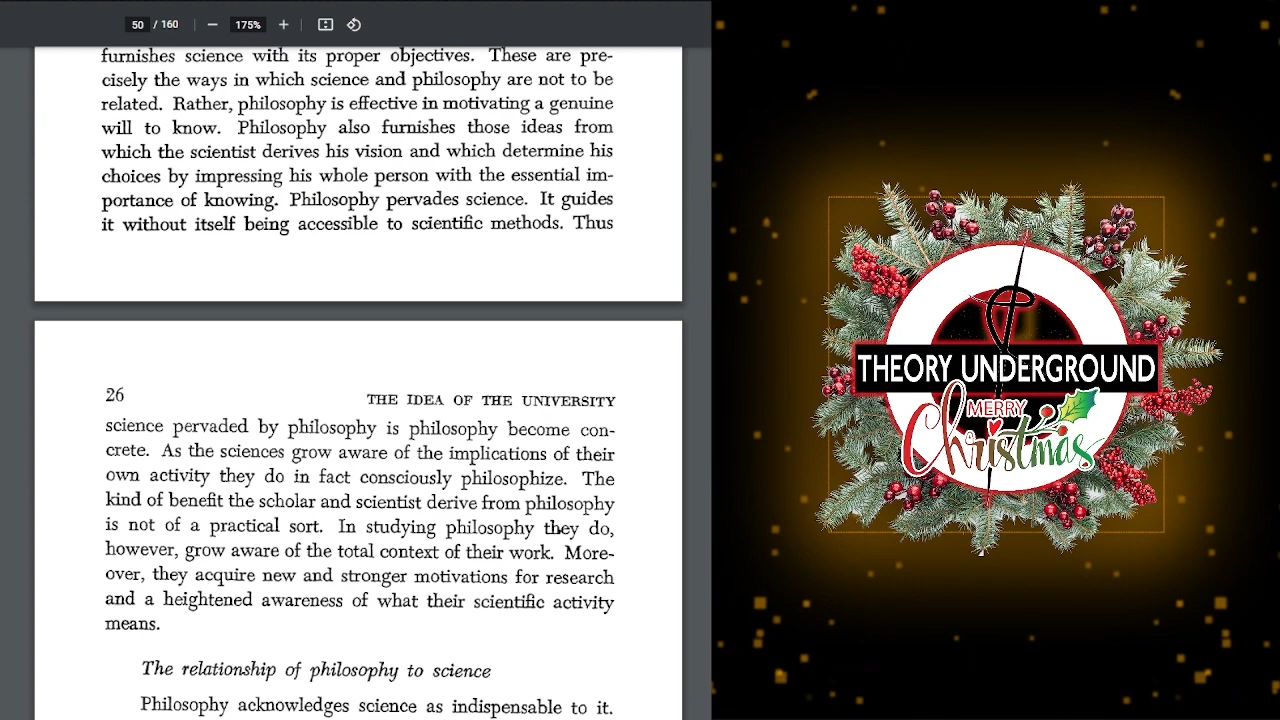 50 / 160 175%
furnishes science with its proper objectives. These are pre-
cisely the ways in which science and philosophy are not to be
related. Rather, philosophy is effective in motivating a genuine
will to know. Philosophy also furnishes those ideas from
which the scientist derives his vision and which determine his
choices by impressing his whole person with the essential im-
portance of knowing. Philosophy pervades science. It guides
it without itself being accessible to scientific methods. Thus
26 THE IDEA OF THE UNIVERSITY
science pervaded by philosophy is philosophy become con-
crete. As the sciences grow aware of the implications of their
own activity they do in fact consciously philosophize. The
kind of benefit the scholar and scientist derive from philosophy
is not of a practical sort. In studying philosophy they do,
however, grow aware of the total context of their work. More-
over, they acquire new and stronger motivations for research
and a heightened awareness of what their scientific activity
means.
The relationship of philosophy to science
Philosophy acknowledges science as indispensable to it.
THEORY UNDERGROUND
MERRY
Christmas